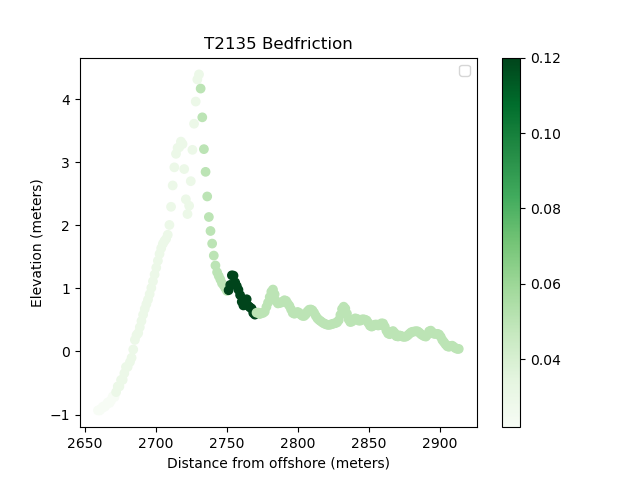 T2135 Bedfriction
Elevation (meters)
4
3
2
1
0
−1
2650 2700 2750 2800 2850 2900
Distance from offshore (meters)
0.12
0.10
0.08
0.06
0.04